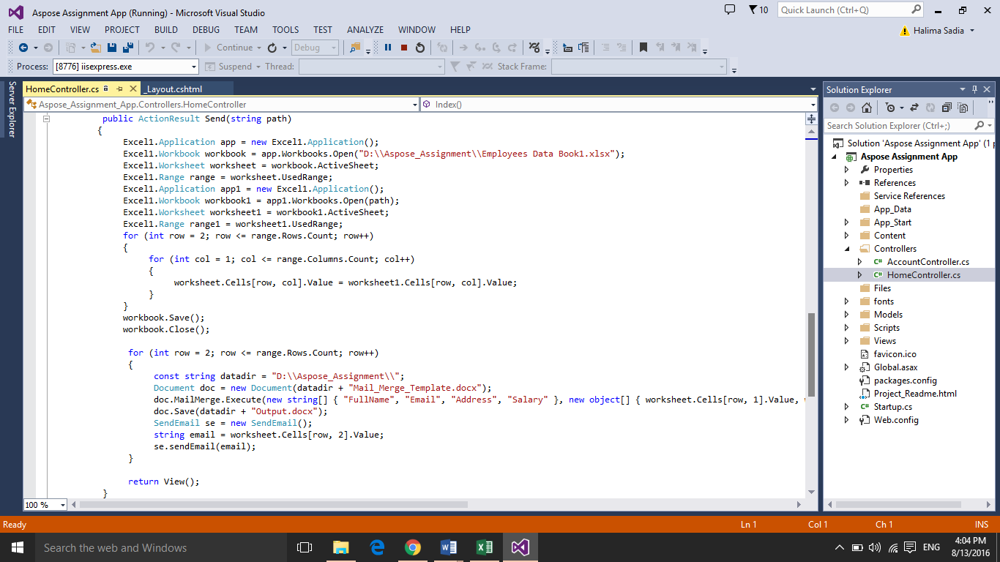 Aspose Assignment App (Running) - Microsoft Visual Studio
10
Quick Launch (Ctrl+Q)
FILE EDIT VIEW PROJECT BUILD DEBUG TEAM TOOLS TEST ANALYZE WINDOW HELP
Halima Sadia
Continue Debug
Process: [8776] iisexpress.exe Suspend Thread: Stack Frame:
Server Explorer
HomeController.cs _Layout.cshtml
Aspose_Assignment_App.Controllers.HomeController Index()
public ActionResult Send(string path)
{
Excel1.Application app = new Excel1.Application();
Excel1.Workbook workbook = app.Workbooks.Open("D:\\Aspose_Assignment\\Employees Data Book1.xlsx");
Excel1.Worksheet worksheet = workbook.ActiveSheet;
Excel1.Range range = worksheet.UsedRange;
Excel1.Application app1 = new Excel1.Application();
Excel1.Workbook workbook1 = app1.Workbooks.Open(path);
Excel1.Worksheet worksheet1 = workbook1.ActiveSheet;
Excel1.Range range1 = worksheet1.UsedRange;
for (int row = 2; row <= range.Rows.Count; row++)
{
for (int col = 1; col <= range.Columns.Count; col++)
{
worksheet.Cells[row, col].Value = worksheet1.Cells[row, col].Value;
}
}
workbook.Save();
workbook.Close();
for (int row = 2; row <= range.Rows.Count; row++)
{
const string datadir = "D:\\Aspose_Assignment\\";
Document doc = new Document(datadir + "Mail_Merge_Template.docx");
doc.MailMerge.Execute(new string[] { "FullName", "Email", "Address", "Salary" }, new object[] { worksheet.Cells[row, 1].Value,
doc.Save(datadir + "Output.docx");
SendEmail se = new SendEmail();
string email = worksheet.Cells[row, 2].Value;
se.sendEmail(email);
}
return View();
}
100 %
Solution Explorer
Search Solution Explorer (Ctrl+;)
Solution 'Aspose Assignment App' (1 p
Aspose Assignment App
Properties
References
Service References
App_Data
App_Start
Content
Controllers
C# AccountController.cs
C# HomeController.cs
Files
fonts
Models
Scripts
Views
favicon.ico
Global.asax
packages.config
Project_Readme.html
C# Startup.cs
Web.config
Ready Ln 1 Col 1 Ch 1 INS
Search the web and Windows
ENG
4:04 PM
8/13/2016